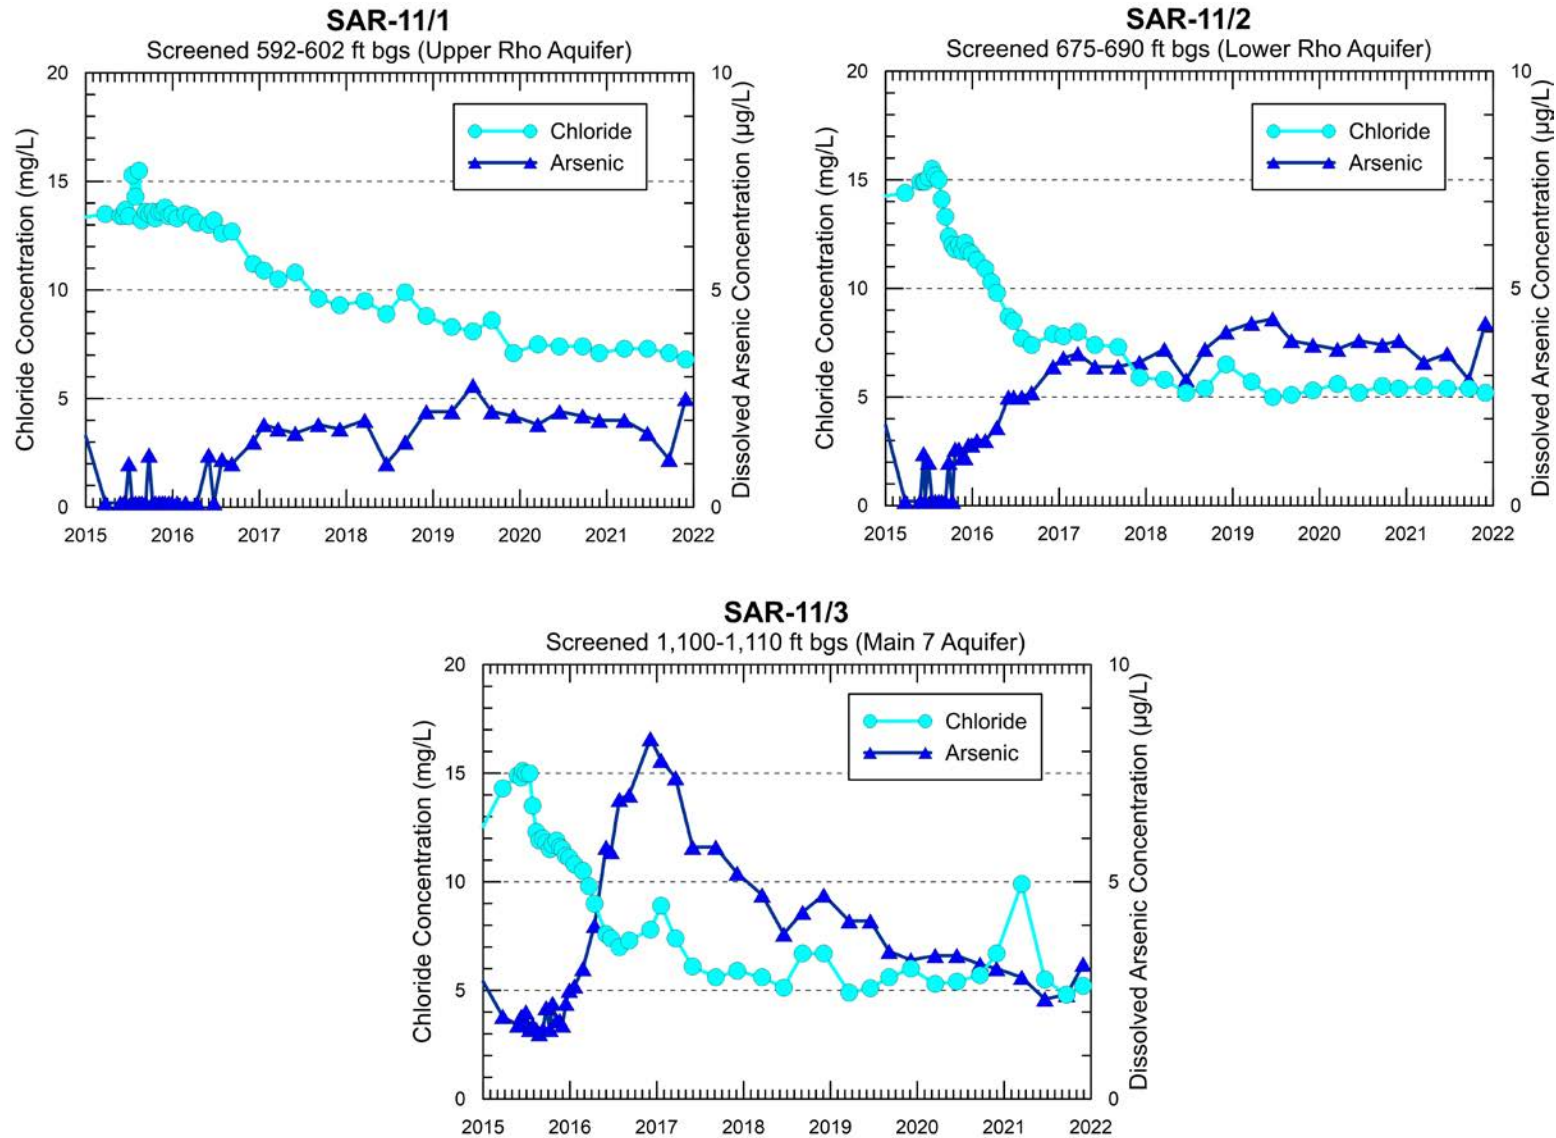 SAR-11/1
Screened 592-602 ft bgs (Upper Rho Aquifer)
20
15
10
5
0
Chloride Concentration (mg/L)
10
5
0
Dissolved Arsenic Concentration (µg/L)
Chloride
Arsenic
2015 2016 2017 2018 2019 2020 2021 2022
SAR-11/2
Screened 675-690 ft bgs (Lower Rho Aquifer)
20
15
10
5
0
Chloride Concentration (mg/L)
10
5
0
Dissolved Arsenic Concentration (µg/L)
Chloride
Arsenic
2015 2016 2017 2018 2019 2020 2021 2022
SAR-11/3
Screened 1,100-1,110 ft bgs (Main 7 Aquifer)
20
15
10
5
0
Chloride Concentration (mg/L)
10
5
0
Dissolved Arsenic Concentration (µg/L)
Chloride
Arsenic
2015 2016 2017 2018 2019 2020 2021 2022